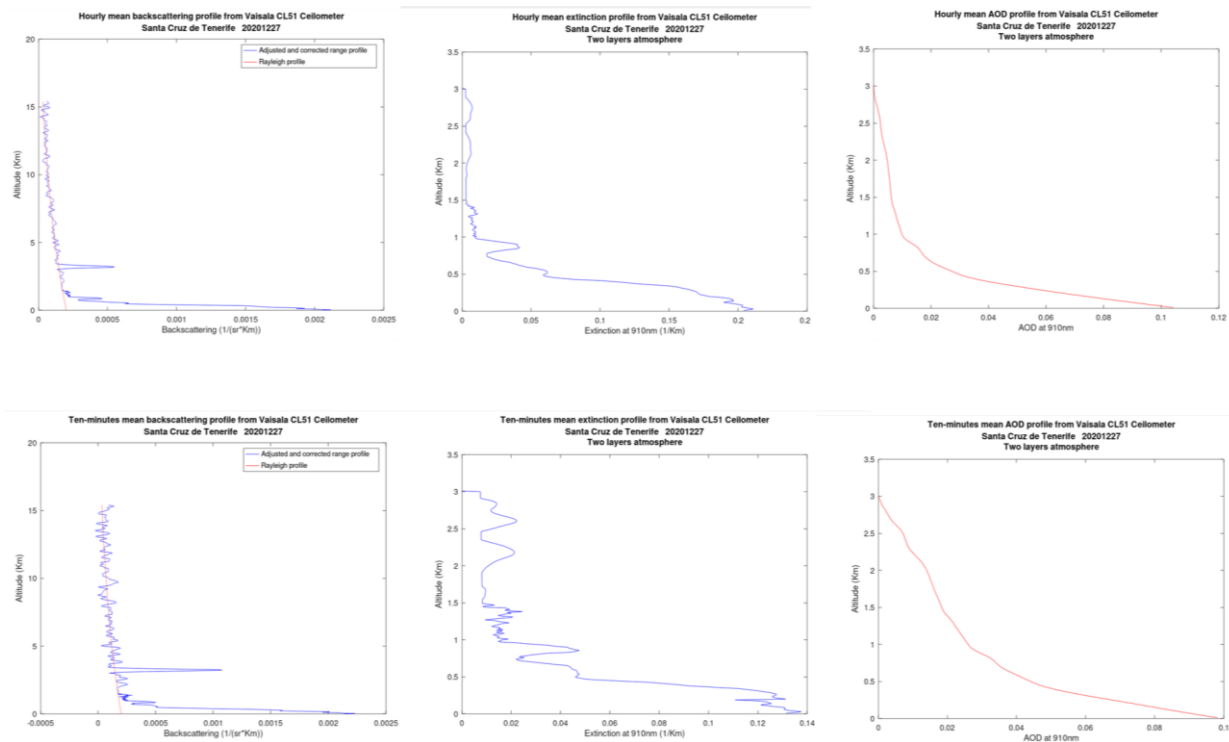 Hourly mean backscattering profile from Vaisala CL51 Ceilometer
Santa Cruz de Tenerife 20201227
20
15
10
5
0
Altitude (Km)
Adjusted and corrected range profile
Rayleigh profile
0
0.0005
0.001
0.0015
0.002
0.0025
Backscattering (1/(sr*Km))
Hourly mean extinction profile from Vaisala CL51 Ceilometer
Santa Cruz de Tenerife 20201227
Two layers atmosphere
3.5
3
2.5
2
1.5
1
0.5
0
Altitude (Km)
0
0.05
0.1
0.15
0.2
0.2
Extinction at 910nm (1/Km)
Hourly mean AOD profile from Vaisala CL51 Ceilometer
Santa Cruz de Tenerife 20201227
Two layers atmosphere
3.5
3
2.5
2
1.5
1
0.5
0
Altitude (Km)
0
0.02
0.04
0.06
0.08
0.1
0.12
AOD at 910nm
Ten-minutes mean backscattering profile from Vaisala CL51 Ceilometer
Santa Cruz de Tenerife 20201227
20
15
10
5
0
Altitude (Km)
Adjusted and corrected range profile
Rayleigh profile
-0.0005
0
0.0005
0.001
0.0015
0.002
0.0025
Backscattering (1/(sr*Km))
Ten-minutes mean extinction profile from Vaisala CL51 Ceilometer
Santa Cruz de Tenerife 20201227
Two layers atmosphere
3.5
3
2.5
2
1.5
1
0.5
0
Altitude (Km)
0
0.02
0.04
0.06
0.08
0.1
0.12
0.14
Extinction at 910nm (1/Km)
Ten-minutes mean AOD profile from Vaisala CL51 Ceilometer
Santa Cruz de Tenerife 20201227
Two layers atmosphere
3.5
3
2.5
2
1.5
1
0.5
0
Altitude (Km)
0
0.02
0.04
0.06
0.08
0.1
AOD at 910nm